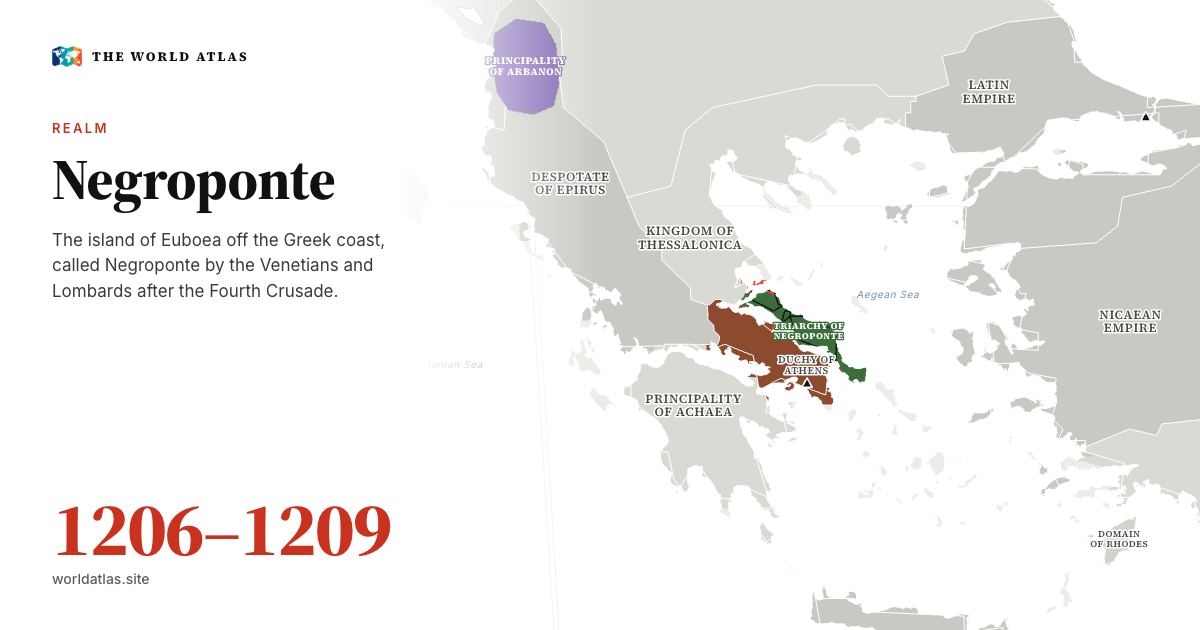 THE WORLD ATLAS
REALM
Negroponte
The island of Euboea off the Greek coast,
called Negroponte by the Venetians and
Lombards after the Fourth Crusade.
1206–1209
worldatlas.site
PRINCIPALITY
OF ARBANON
LATIN
EMPIRE
DESPOTATE
OF EPIRUS
KINGDOM OF
THESSALONICA
Aegean Sea
NICAEAN
EMPIRE
TRIARCHY OF
NEGROPONTE
DUCHY OF
ATHENS
Ionian Sea
PRINCIPALITY
OF ACHAEA
DOMAIN
OF RHODES